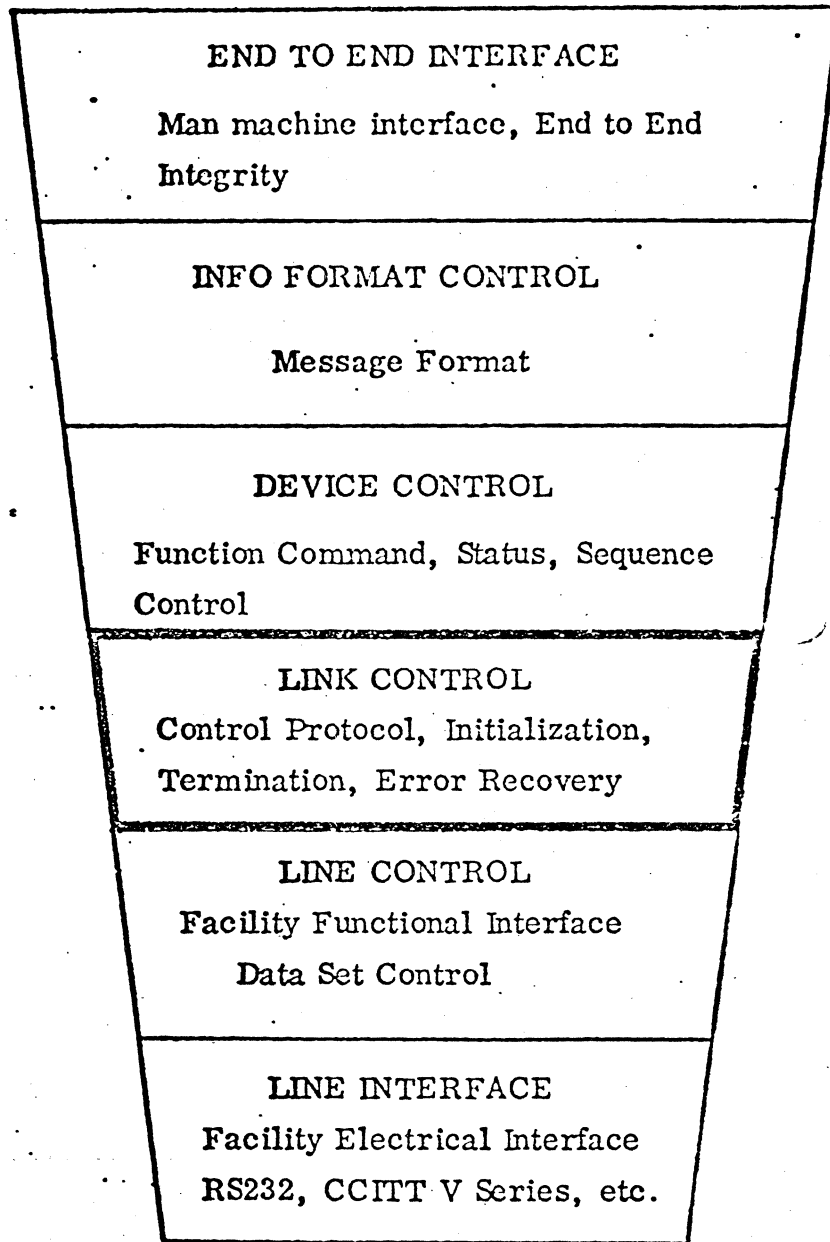 END TO END INTERFACE
Man machine interface, End to End
Integrity
INFO FORMAT CONTROL
Message Format
DEVICE CONTROL
Function Command, Status, Sequence
Control
LINK CONTROL
Control Protocol, Initialization,
Termination, Error Recovery
LINE CONTROL
Facility Functional Interface
Data Set Control
LINE INTERFACE
Facility Electrical Interface
RS232, CCITT V Series, etc.